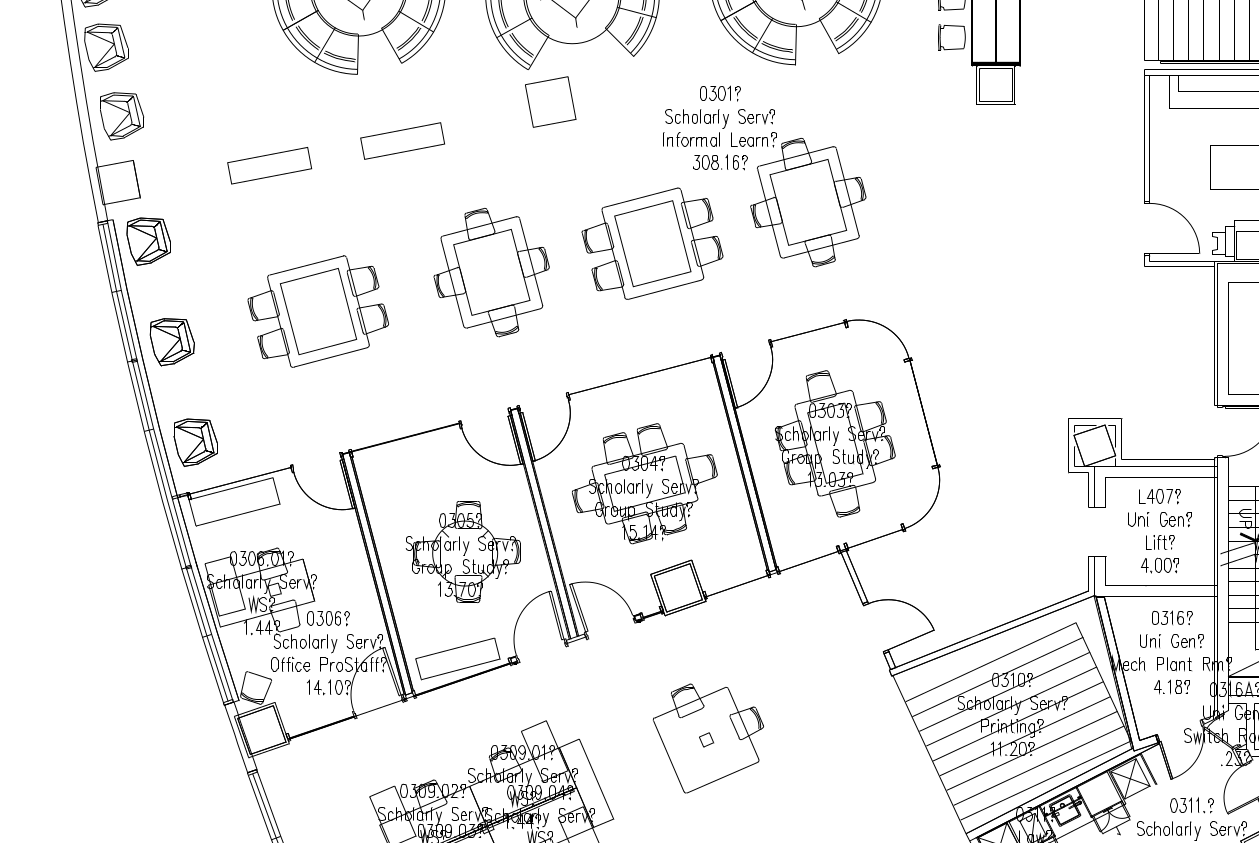 0301?
Scholarly Serv?
Informal Learn?
308.16?
0303?
Scholarly Serv?
Group Study?
13.03?
0304?
Scholarly Serv?
Group Study?
15.14?
0305?
Scholarly Serv?
Group Study?
13.70?
0306.01?
Scholarly Serv?
WS?
1.44?
0306?
Scholarly Serv?
Office ProStaff?
14.10?
L407?
Uni Gen?
Lift?
4.00?
UP
0316?
Uni Gen?
Mech Plant Rm?
4.18?
0316A?
Uni Gen
Switch Ro
.23?
0310?
Scholarly Serv?
Printing?
11.20?
0309.01?
Scholarly Serv?
WS?
1.44?
0309.02?
Scholarly Serv?
WS?
0309.04?
Scholarly Serv?
WS?
0309.03?
0311.?
Scholarly Serv?